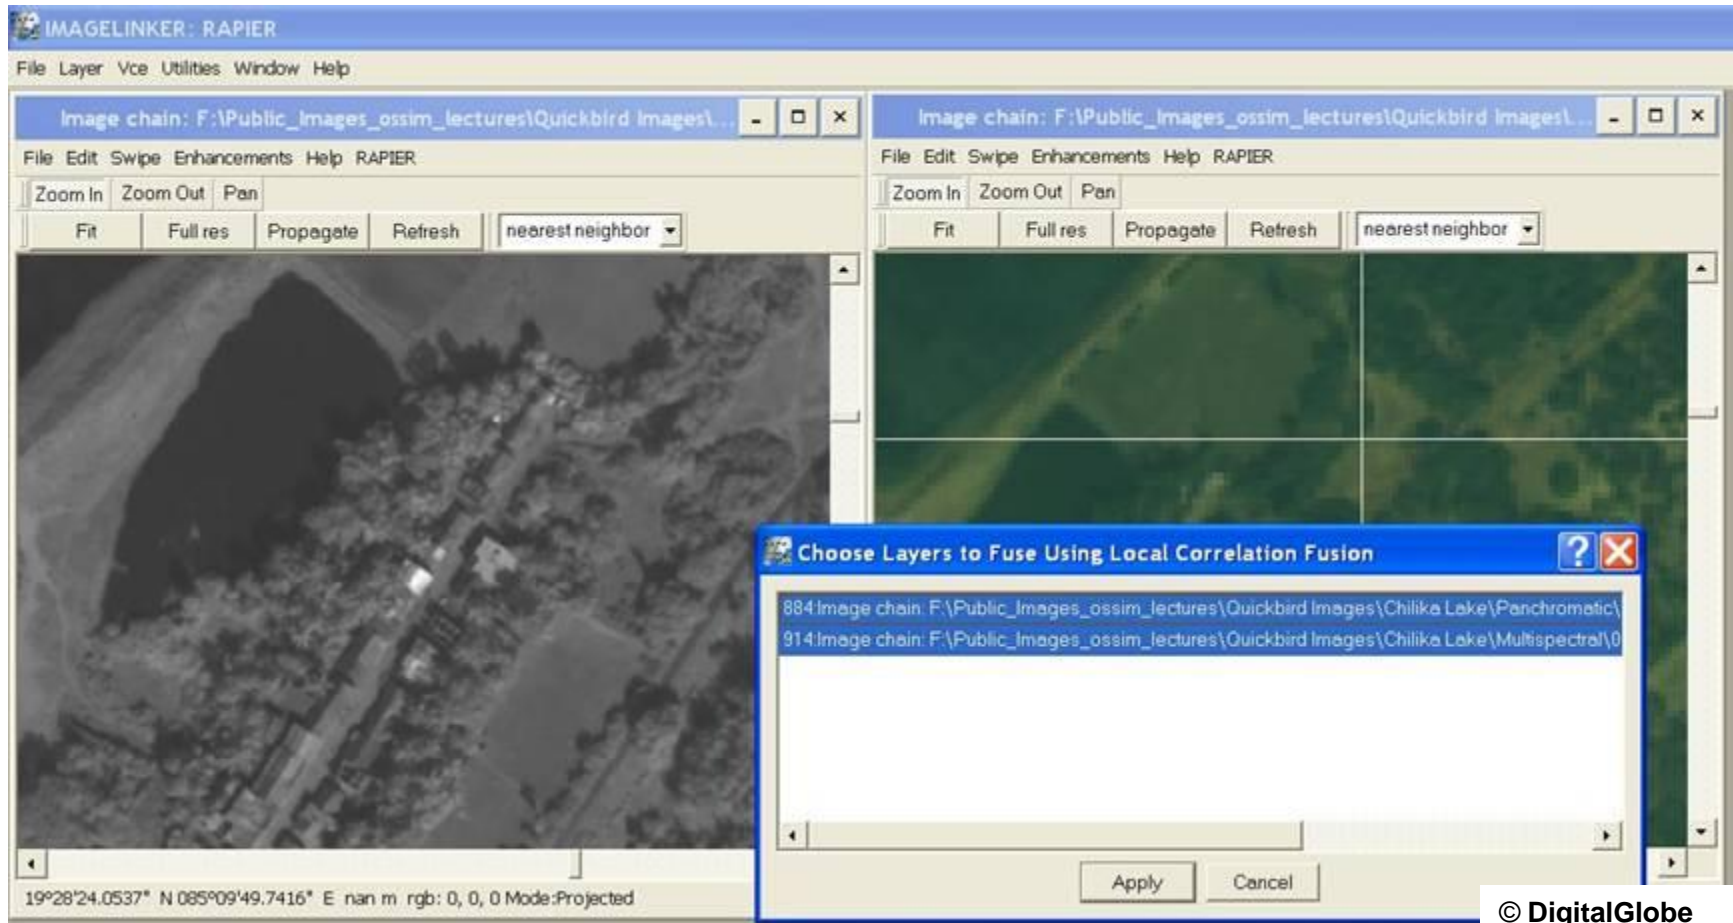 IMAGELINKER: RAPIER
File Layer Vce Utilities Window Help
Image chain: F:\Public_Images_ossim_lectures\Quickbird Images\...
File Edit Swipe Enhancements Help RAPIER
Zoom In Zoom Out Pan
Fit Full res Propagate Refresh nearest neighbor
19º28'24.0537" N 085º09'49.7416" E nan m rgb: 0, 0, 0 Mode:Projected
Image chain: F:\Public_Images_ossim_lectures\Quickbird Images\...
File Edit Swipe Enhancements Help RAPIER
Zoom In Zoom Out Pan
Fit Full res Propagate Refresh nearest neighbor
Choose Layers to Fuse Using Local Correlation Fusion
884:Image chain: F:\Public_Images_ossim_lectures\Quickbird Images\Chilika Lake\Panchromatic\
914:Image chain: F:\Public_Images_ossim_lectures\Quickbird Images\Chilika Lake\Multispectral\0
Apply Cancel
© DigitalGlobe